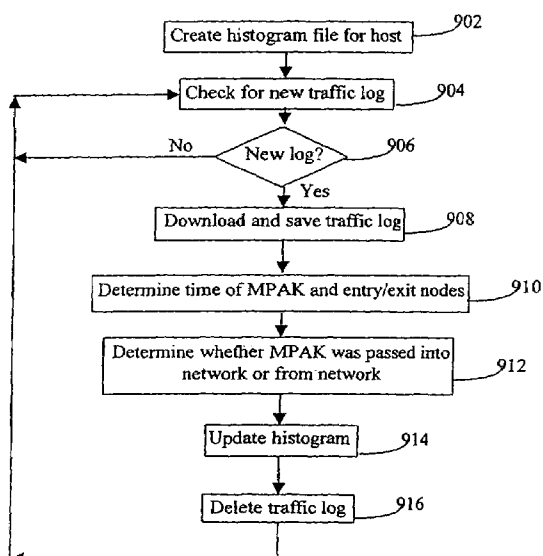 Create histogram file for host
902
Check for new traffic log
904
No
New log?
906
Yes
Download and save traffic log
908
Determine time of MPAK and entry/exit nodes
910
Determine whether MPAK was passed into
network or from network
912
Update histogram
914
Delete traffic log
916